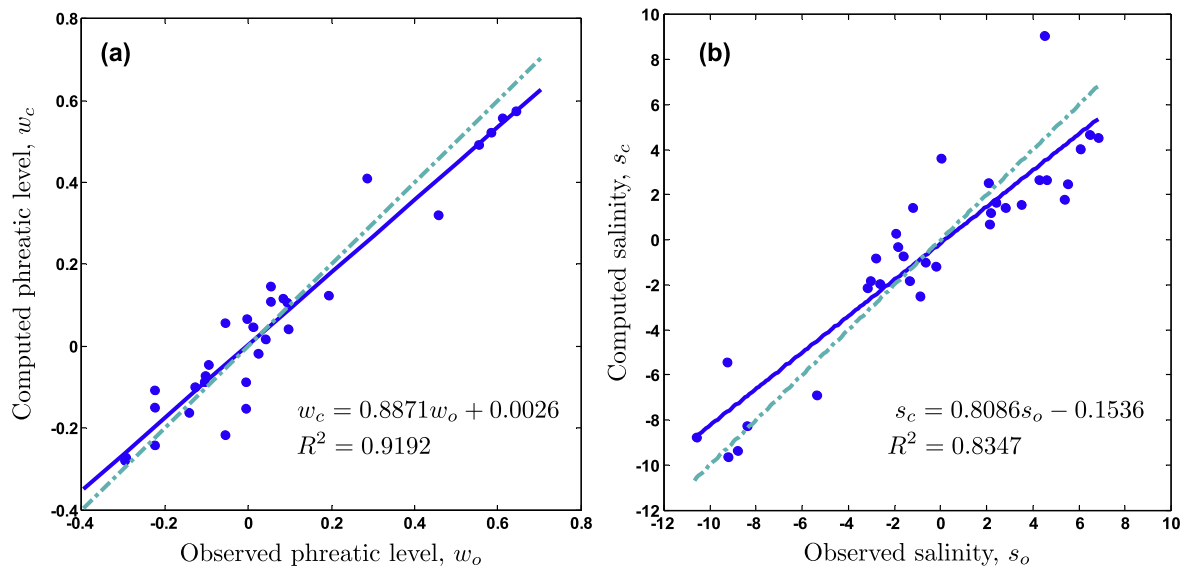 (a)
Computed phreatic level, w_c
0.8
0.6
0.4
0.2
0
-0.2
-0.4
-0.4 -0.2 0 0.2 0.4 0.6 0.8
w_c = 0.8871w_o + 0.0026
R² = 0.9192
Observed phreatic level, w_o
(b)
Computed salinity, s_c
10
8
6
4
2
0
-2
-4
-6
-8
-10
-12
-12 -10 -8 -6 -4 -2 0 2 4 6 8 10
s_c = 0.8086s_o − 0.1536
R² = 0.8347
Observed salinity, s_o